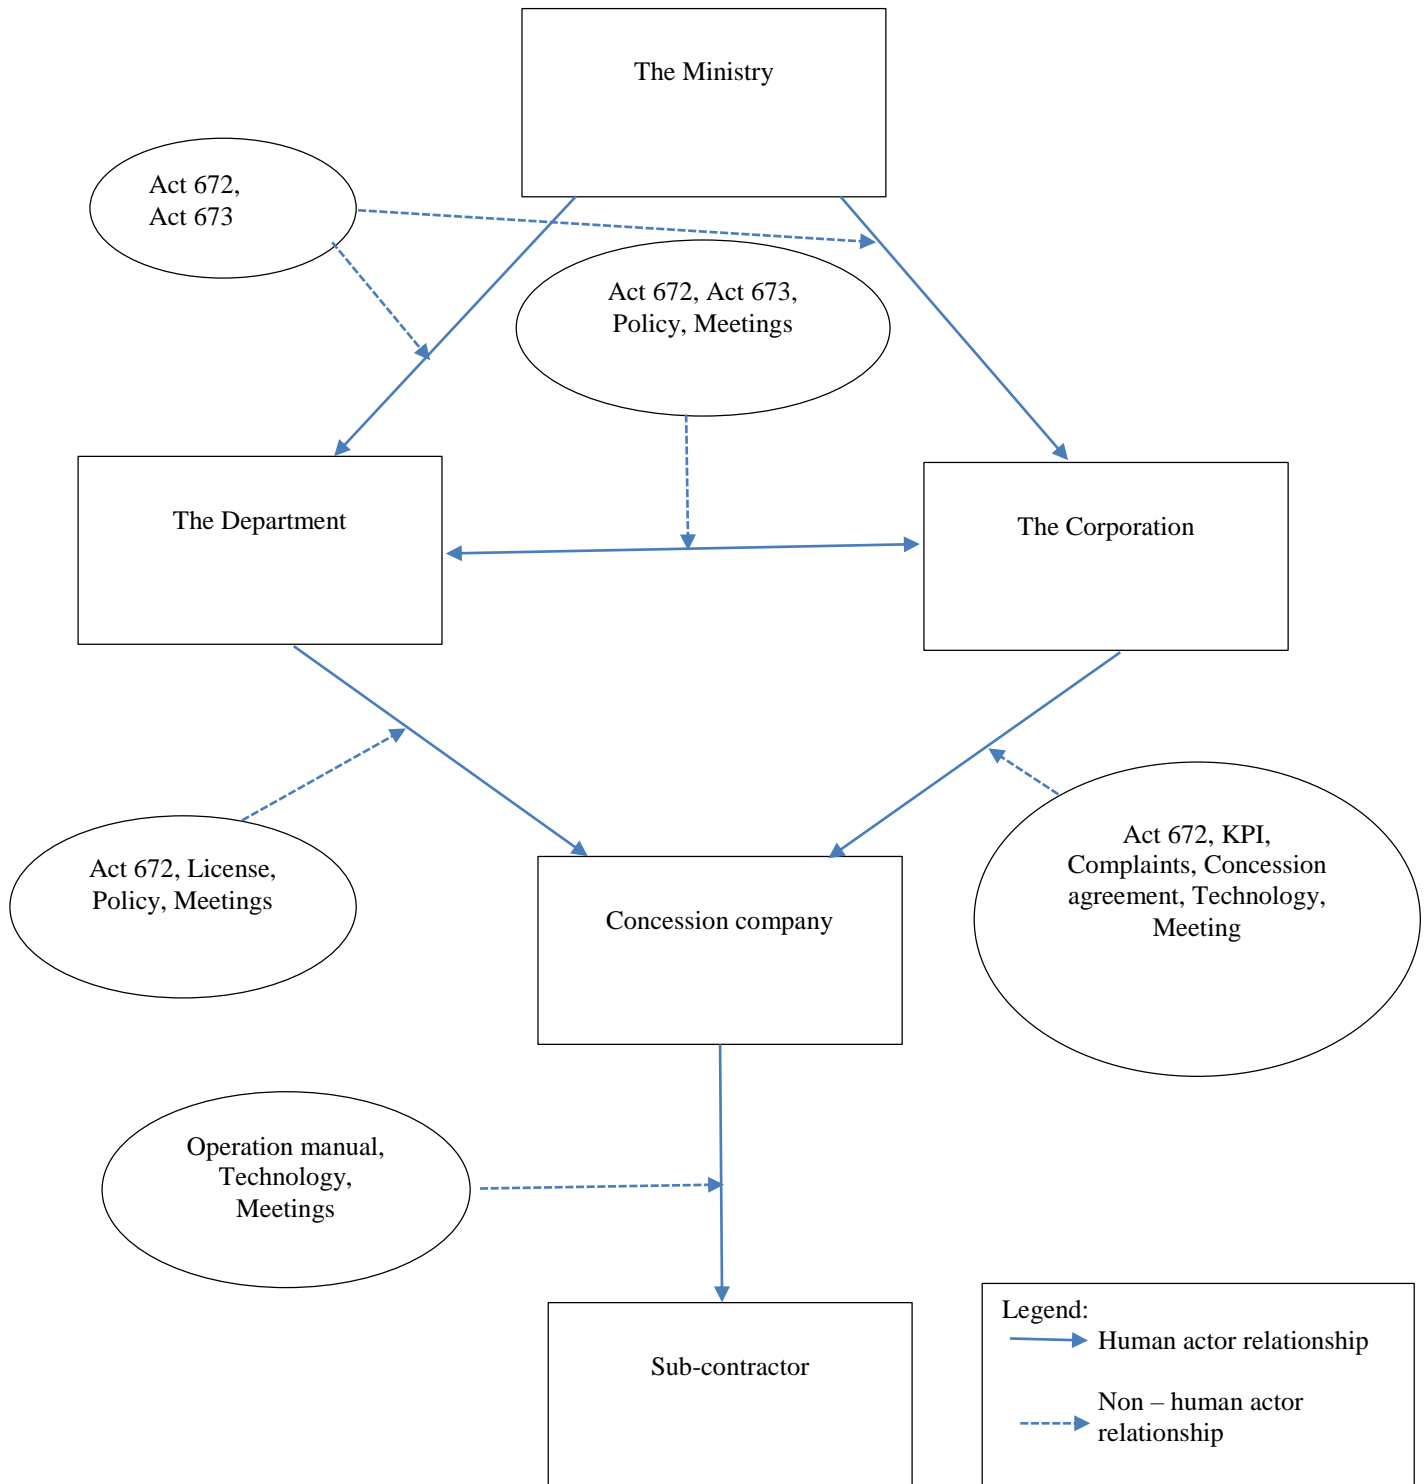 The Ministry
Act 672,
Act 673
Act 672, Act 673,
Policy, Meetings
The Department
The Corporation
Act 672, License,
Policy, Meetings
Act 672, KPI,
Complaints, Concession
agreement, Technology,
Meeting
Concession company
Operation manual,
Technology,
Meetings
Sub-contractor
Legend:
Human actor relationship
Non – human actor
relationship